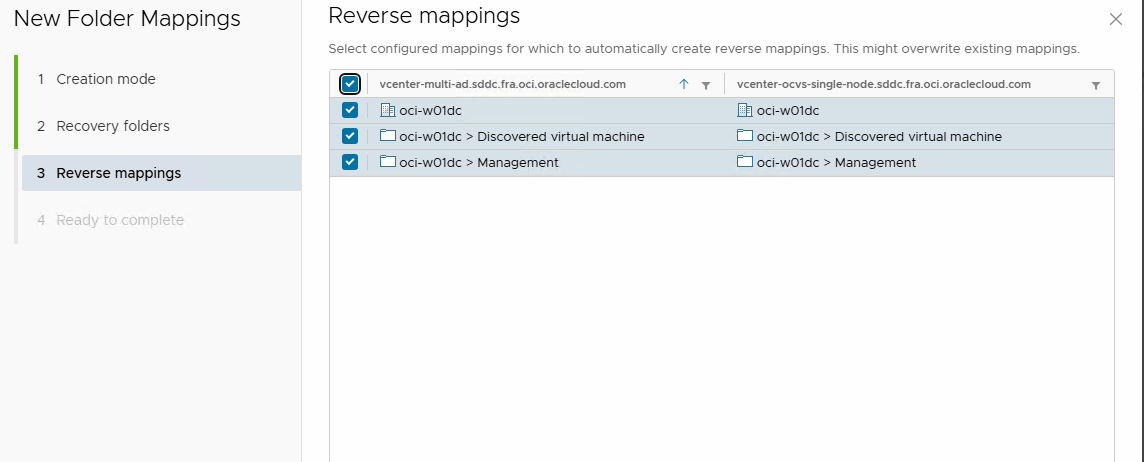 New Folder Mappings
1 Creation mode
2 Recovery folders
3 Reverse mappings
4 Ready to complete
Reverse mappings
Select configured mappings for which to automatically create reverse mappings. This might overwrite existing mappings.
vcenter-multi-ad.sddc.fra.oci.oraclecloud.com vcenter-ocvs-single-node.sddc.fra.oci.oraclecloud.com
oci-w01dc oci-w01dc
oci-w01dc > Discovered virtual machine oci-w01dc > Discovered virtual machine
oci-w01dc > Management oci-w01dc > Management